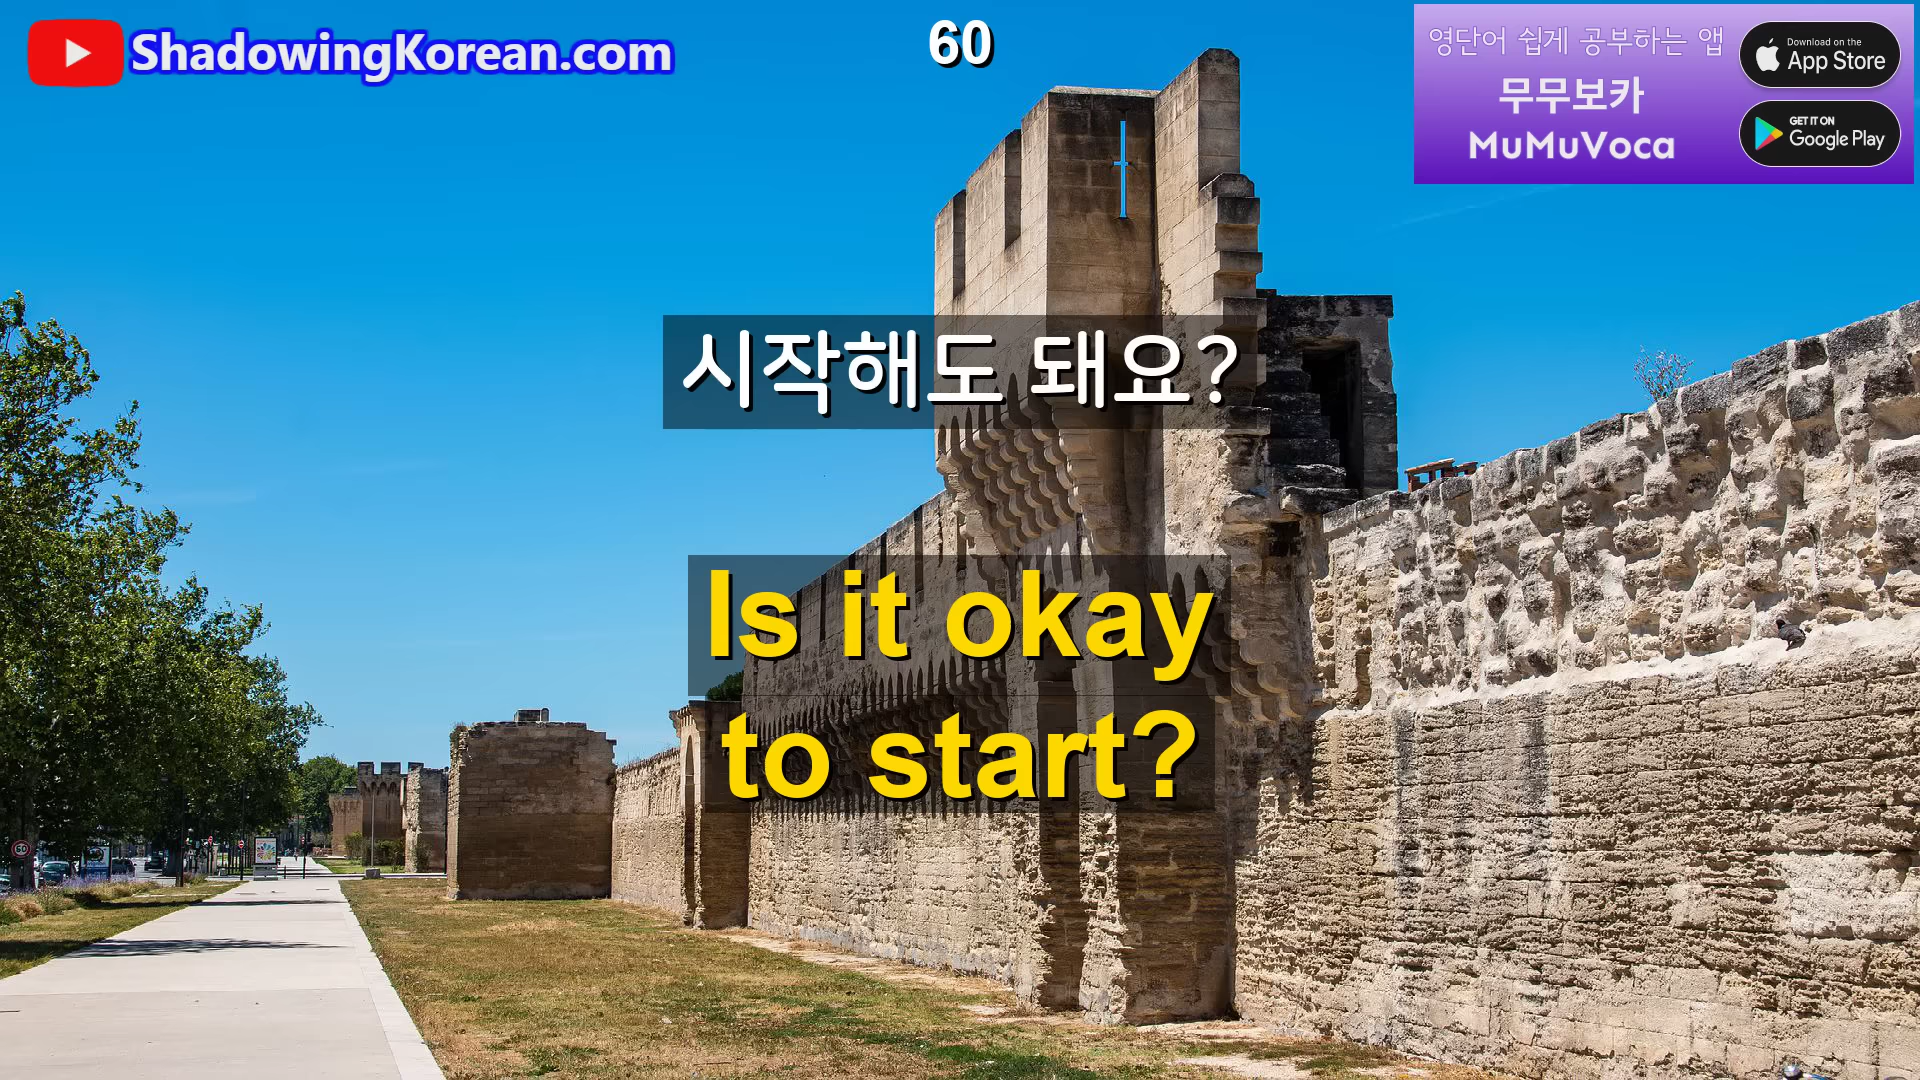 ShadowingKorean.com
60
영단어 쉽게 공부하는 앱
무무보카
MuMuVoca
Download on the
App Store
GET IT ON
Google Play
시작해도 돼요?
Is it okay
to start?
60